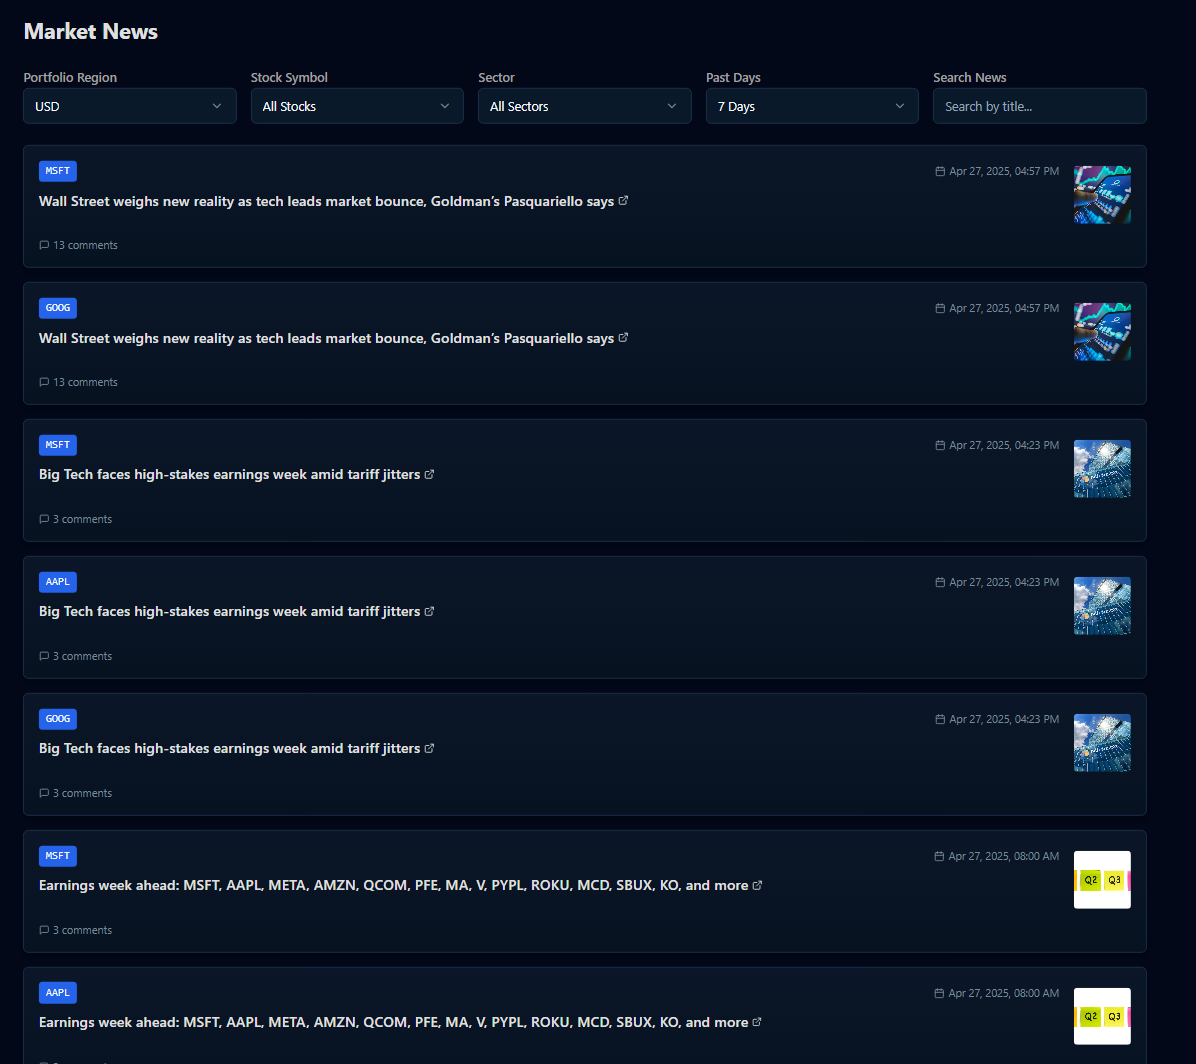 Market News
Portfolio Region Stock Symbol Sector Past Days Search News
USD All Stocks All Sectors 7 Days Search by title...
MSFT Apr 27, 2025, 04:57 PM
Wall Street weighs new reality as tech leads market bounce, Goldman’s Pasquariello says
13 comments
GOOG Apr 27, 2025, 04:57 PM
Wall Street weighs new reality as tech leads market bounce, Goldman’s Pasquariello says
13 comments
MSFT Apr 27, 2025, 04:23 PM
Big Tech faces high-stakes earnings week amid tariff jitters
3 comments
AAPL Apr 27, 2025, 04:23 PM
Big Tech faces high-stakes earnings week amid tariff jitters
3 comments
GOOG Apr 27, 2025, 04:23 PM
Big Tech faces high-stakes earnings week amid tariff jitters
3 comments
MSFT Apr 27, 2025, 08:00 AM
Earnings week ahead: MSFT, AAPL, META, AMZN, QCOM, PFE, MA, V, PYPL, ROKU, MCD, SBUX, KO, and more
Q2 Q3
3 comments
AAPL Apr 27, 2025, 08:00 AM
Earnings week ahead: MSFT, AAPL, META, AMZN, QCOM, PFE, MA, V, PYPL, ROKU, MCD, SBUX, KO, and more
Q2 Q3